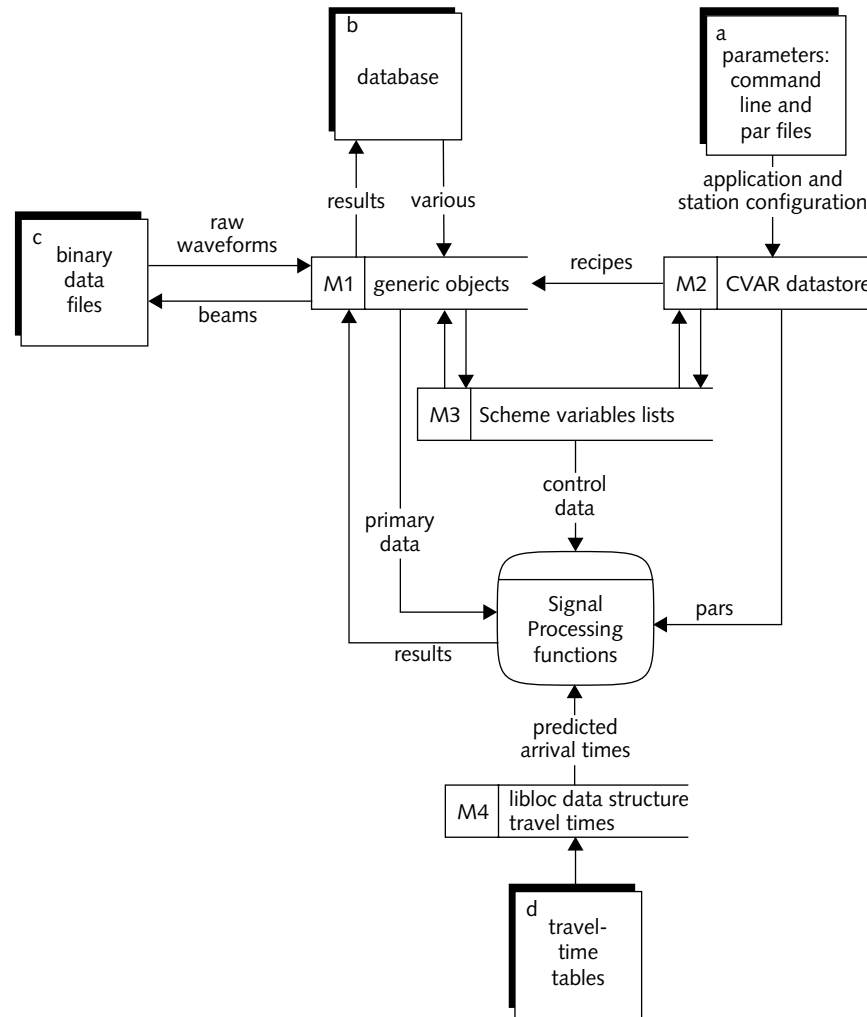 b
database
a
parameters:
command
line and
par files
results
various
application and
station configuration
c
binary
data
files
raw
waveforms
beams
M1
generic objects
recipes
M2
CVAR datastore
M3
Scheme variables lists
control
data
primary
data
Signal
Processing
functions
pars
results
predicted
arrival times
M4
libloc data structure
travel times
d
travel-
time
tables